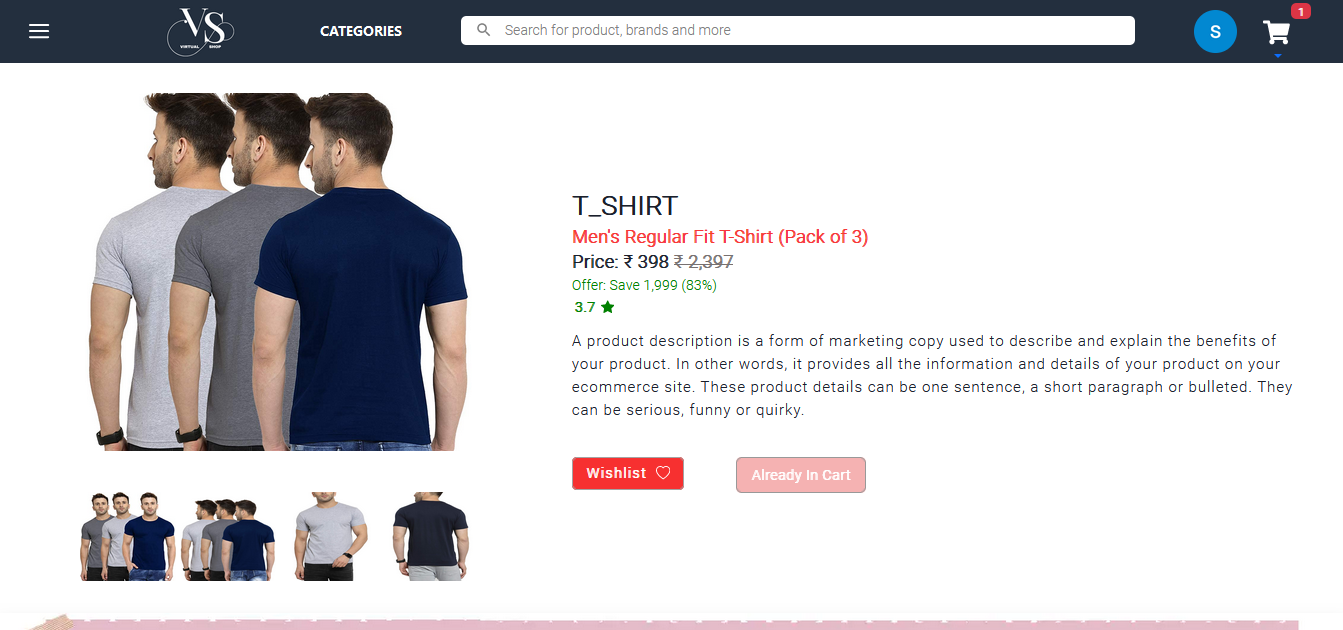 VS
VIRTUAL SHOP
CATEGORIES
Search for product, brands and more
S
1
T_SHIRT
Men's Regular Fit T-Shirt (Pack of 3)
Price: ₹ 398 ₹ 2,397
Offer: Save 1,999 (83%)
3.7
A product description is a form of marketing copy used to describe and explain the benefits of
your product. In other words, it provides all the information and details of your product on your
ecommerce site. These product details can be one sentence, a short paragraph or bulleted. They
can be serious, funny or quirky.
Wishlist
Already In Cart